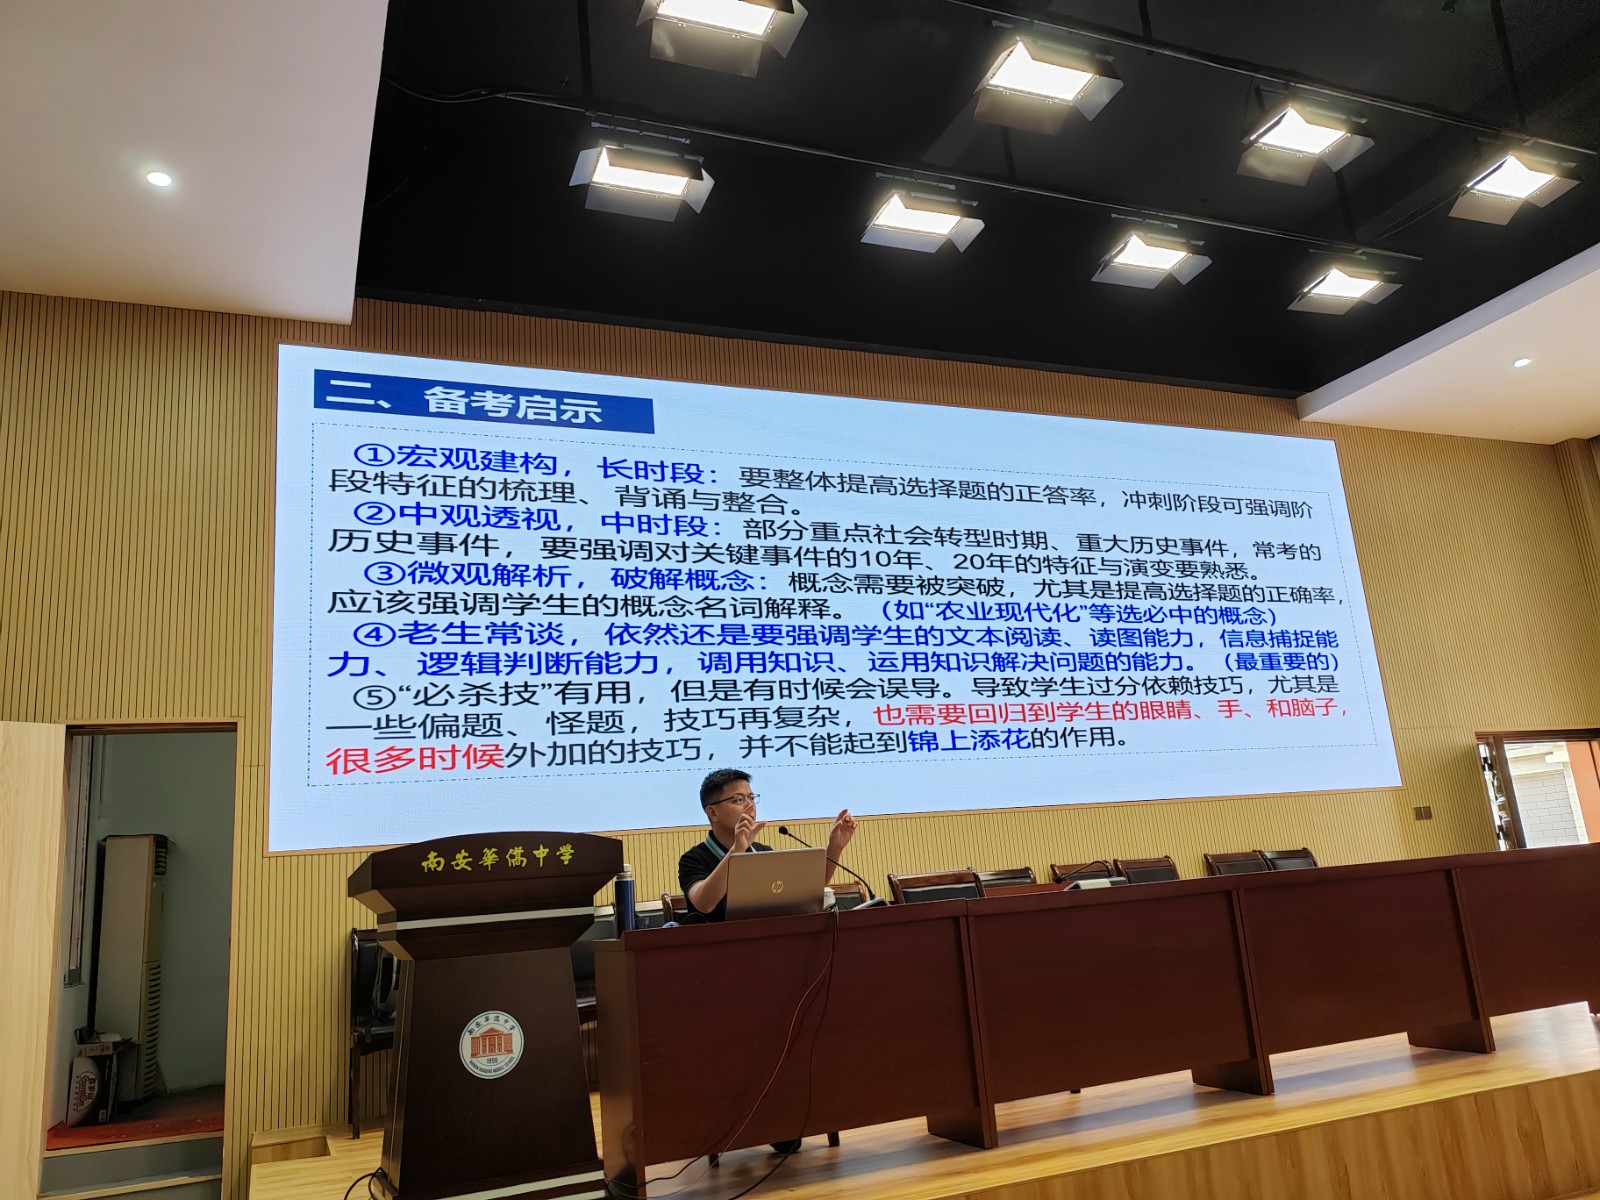 二、备考启示
①宏观建构，长时段：要整体提高选择题的正答率，冲刺阶段可强调阶
段特征的梳理、背诵与整合。
②中观透视，中时段：部分重点社会转型时期、重大历史事件，常考的
历史事件，要强调对关键事件的10年、20年的特征与演变要熟悉。
③微观解析，破解概念：概念需要被突破，尤其是提高选择题的正确率，
应该强调学生的概念名词解释。（如“农业现代化”等选必中的概念）
④老生常谈，依然还是要强调学生的文本阅读、读图能力，信息捕捉能
力、逻辑判断能力，调用知识、运用知识解决问题的能力。（最重要的）
⑤“必杀技”有用，但是有时候会误导。导致学生过分依赖技巧，尤其是
一些偏题、怪题，技巧再复杂，也需要回归到学生的眼睛、手、和脑子，
很多时候外加的技巧，并不能起到锦上添花的作用。
南安華僑中学
hp
南安华侨中学
1956